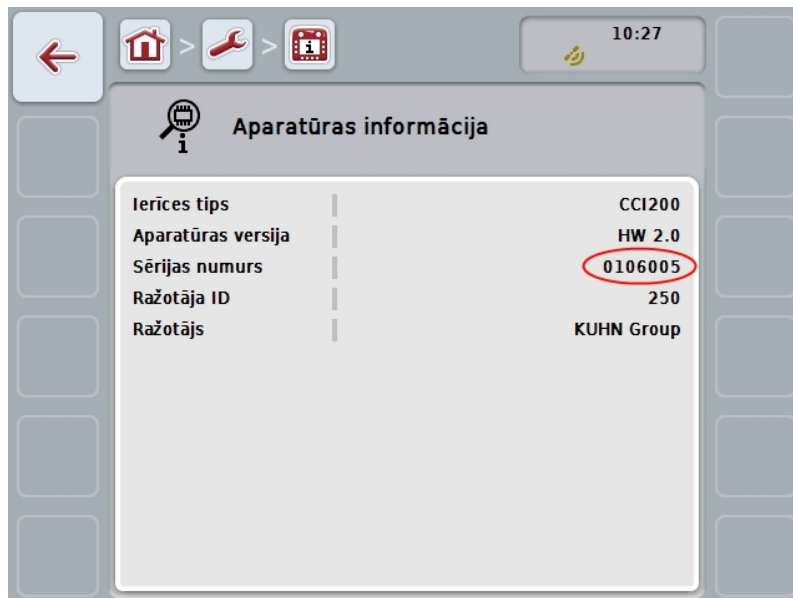 10:27
Aparatūras informācija
Ierīces tips CCI200
Aparatūras versija HW 2.0
Sērijas numurs 0106005
Ražotāja ID 250
Ražotājs KUHN Group